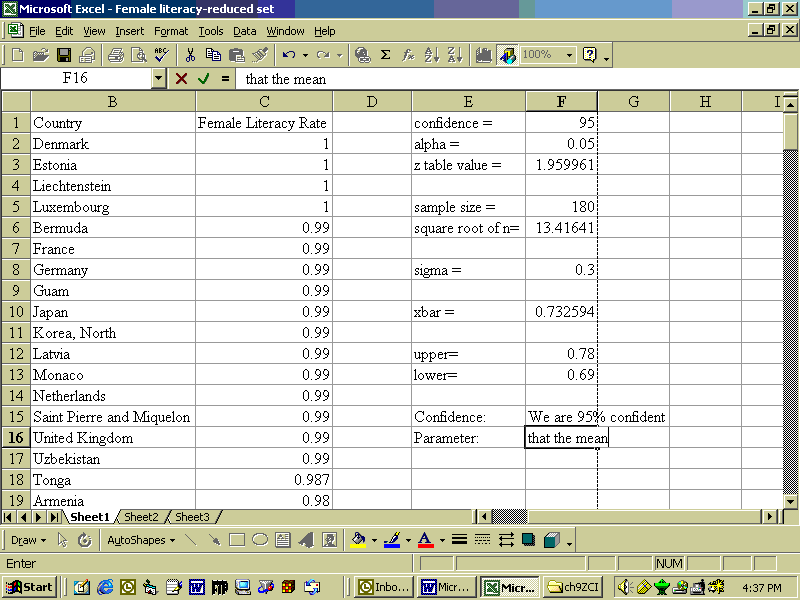 Microsoft Excel - Female literacy-reduced set
File Edit View Insert Format Tools Data Window Help
100%
F16 = that the mean
B C D E F G H I
1 Country Female Literacy Rate confidence = 95
2 Denmark 1 alpha = 0.05
3 Estonia 1 z table value = 1.959961
4 Liechtenstein 1
5 Luxembourg 1 sample size = 180
6 Bermuda 0.99 square root of n= 13.41641
7 France 0.99
8 Germany 0.99 sigma = 0.3
9 Guam 0.99
10 Japan 0.99 xbar = 0.732594
11 Korea, North 0.99
12 Latvia 0.99 upper= 0.78
13 Monaco 0.99 lower= 0.69
14 Netherlands 0.99
15 Saint Pierre and Miquelon 0.99 Confidence: We are 95% confident
16 United Kingdom 0.99 Parameter: that the mean
17 Uzbekistan 0.99
18 Tonga 0.987
19 Armenia 0.98
Sheet1 Sheet2 Sheet3
Draw AutoShapes
Enter NUM
Start Inbo... Micr... Micr... ch9ZCI 4:37 PM